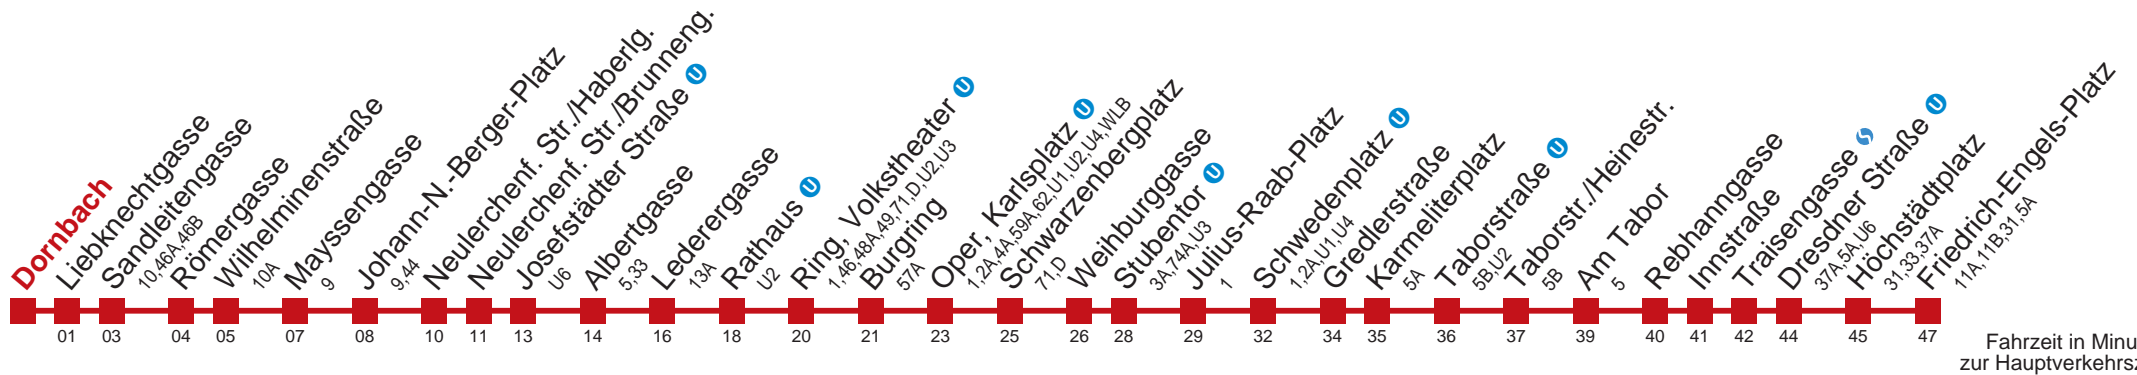 Dornbach
Liebknechtgasse
Sandleitengasse
10,46A,46B
Römergasse
Wilhelminenstraße
10A
Mayssengasse
9
Johann-N.-Berger-Platz
9,44
Neulerchenf. Str./Haberlg.
Neulerchenf. Str./Brunneng.
Josefstädter Straße U
U6
Albertgasse
5,33
Lederergasse
13A
Rathaus U
U2
Ring, Volkstheater U
1,46,48A,49,71,D,U2,U3
Burgring
57A
Oper, Karlsplatz U
1,2A,4A,59A,62,U1,U2,U4,WLB
Schwarzenbergplatz
71,D
Weihburggasse
Stubentor U
3A,74A,U3
Julius-Raab-Platz
1
Schwedenplatz U
1,2A,U1,U4
Gredlerstraße
Karmeliterplatz
5A
Taborstraße U
5B,U2
Taborstr./Heinestr.
5B
Am Tabor
5
Rebhanngasse
Innstraße
Traisengasse S
Dresdner Straße U
37A,5A,U6
Höchstädtplatz
31,33,37A
Friedrich-Engels-Platz
11A,11B,31,5A
01 03 04 05 07 08 10 11 13 14 16 18 20 21 23 25 26 28 29 32 34 35 36 37 39 40 41 42 44 45 47
Fahrzeit in Minu
zur Hauptverkehrsz